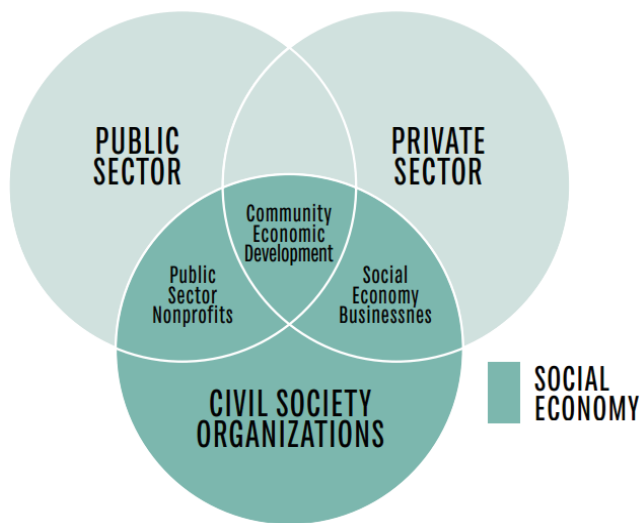 PUBLIC
SECTOR
PRIVATE
SECTOR
Community
Economic
Development
Public
Sector
Nonprofits
Social
Economy
Businessnes
CIVIL SOCIETY
ORGANIZATIONS
SOCIAL
ECONOMY